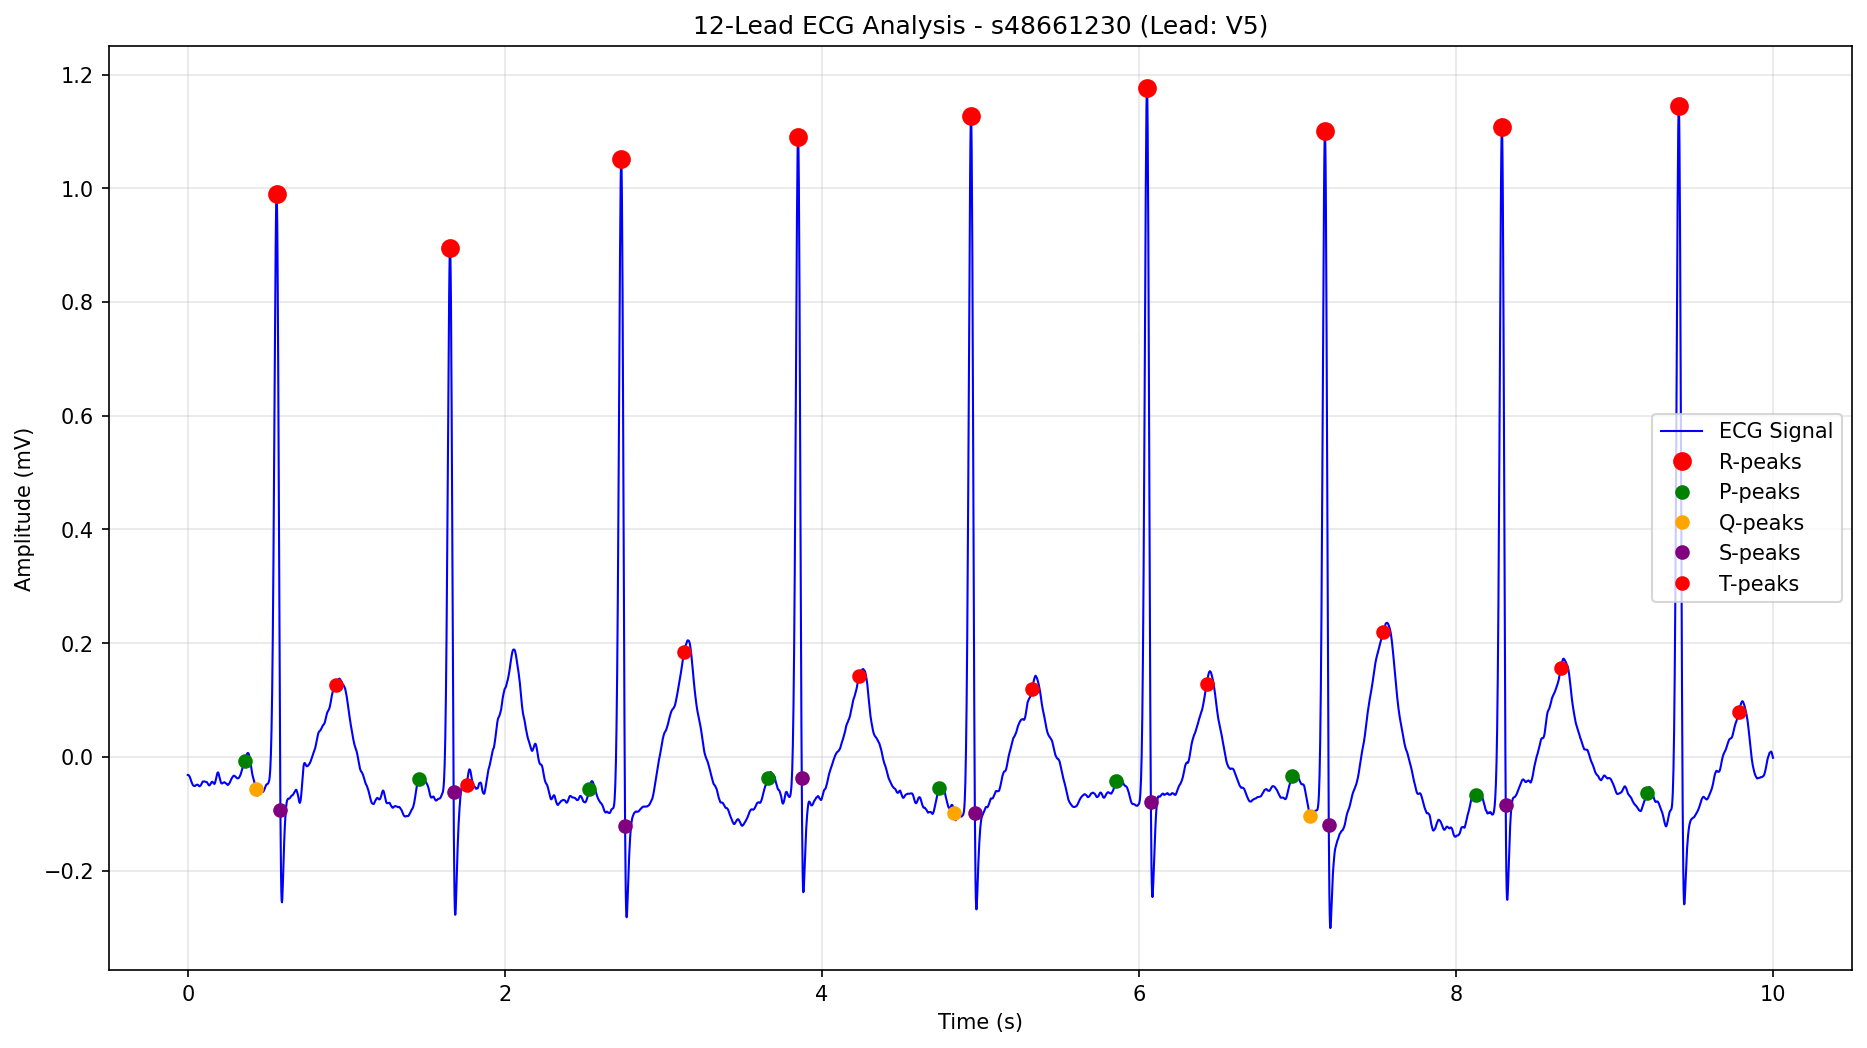 12-Lead ECG Analysis - s48661230 (Lead: V5)
Amplitude (mV)
1.2
1.0
0.8
0.6
0.4
0.2
0.0
−0.2
ECG Signal
R-peaks
P-peaks
Q-peaks
S-peaks
T-peaks
0 2 4 6 8 10
Time (s)